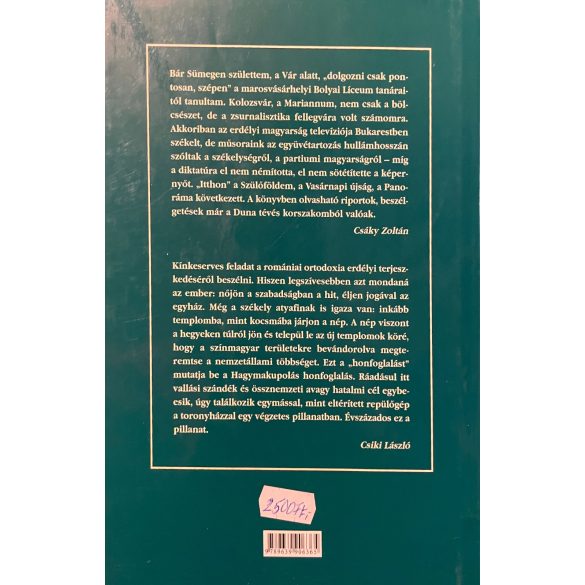 Bár Sümegen születtem, a Vár alatt, „dolgozni csak pon-
tosan, szépen" a marosvásárhelyi Bolyai Líceum tanárai-
tól tanultam. Kolozsvár, a Mariannum, nem csak a böl-
csészet, de a zsurnalisztika fellegvára volt számomra.
Akkoriban az erdélyi magyarság televíziója Bukarestben
székelt, de műsoraink az együvétartozás hullámhosszán
szóltak a székelységről, a partiumi magyarságról – míg
a diktatúra el nem némította, el nem sötétítette a képer-
nyőt. „Itthon" a Szülőföldem, a Vasárnapi újság, a Pano-
ráma következett. A könyvben olvasható riportok, beszél-
getések már a Duna tévés korszakomból valóak.
Csáky Zoltán
Kínkeserves feladat a romániai ortodoxia erdélyi terjesz-
kedéséről beszélni. Hiszen legszívesebben azt mondaná
az ember: nőjön a szabadságban a hit, éljen jogával az
egyház. Még a székely atyafinak is igaza van: inkább
templomba, mint kocsmába járjon a nép. A nép viszont
a hegyeken túlról jön és települ le az új templomok köré,
hogy a színmagyar területekre bevándorolva megte-
remtse a nemzetállami többséget. Ezt a „honfoglalást"
mutatja be a Hagymakupolás honfoglalás. Ráadásul itt
vallási szándék és össznemzeti avagy hatalmi cél egybe-
csik, úgy találkozik egymással, mint eltérített repülőgép
a toronyházzal egy végzetes pillanatban. Évszázados ez a
pillanat.
Csiki László
2500Ft,-
9789639906365